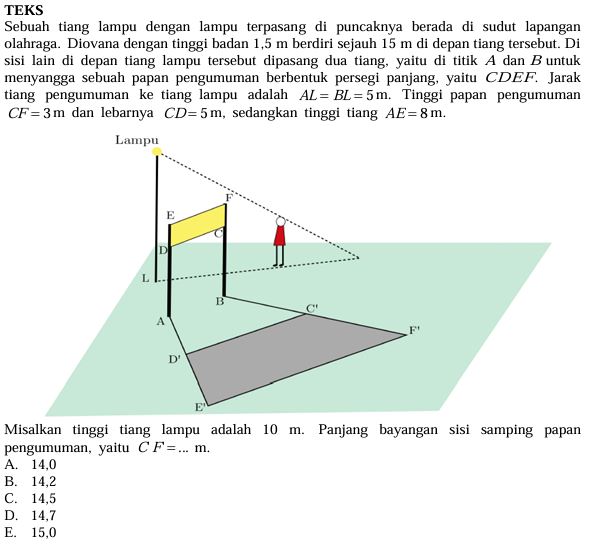 TEKS
Sebuah tiang lampu dengan lampu terpasang di puncaknya berada di sudut lapangan
olahraga. Diovana dengan tinggi badan 1,5 m berdiri sejauh 15 m di depan tiang tersebut. Di
sisi lain di depan tiang lampu tersebut dipasang dua tiang, yaitu di titik A dan B untuk
menyangga sebuah papan pengumuman berbentuk persegi panjang, yaitu CDEF. Jarak
tiang pengumuman ke tiang lampu adalah AL= BL= 5 m. Tinggi papan pengumuman
CF= 3 m dan lebarnya CD= 5 m, sedangkan tinggi tiang AE= 8 m.
Lampu
F
E
C
D
L
B
A
C'
F'
D'
E'
Misalkan tinggi tiang lampu adalah 10 m. Panjang bayangan sisi samping papan
pengumuman, yaitu C F =... m.
A. 14,0
B. 14,2
C. 14,5
D. 14,7
E. 15,0